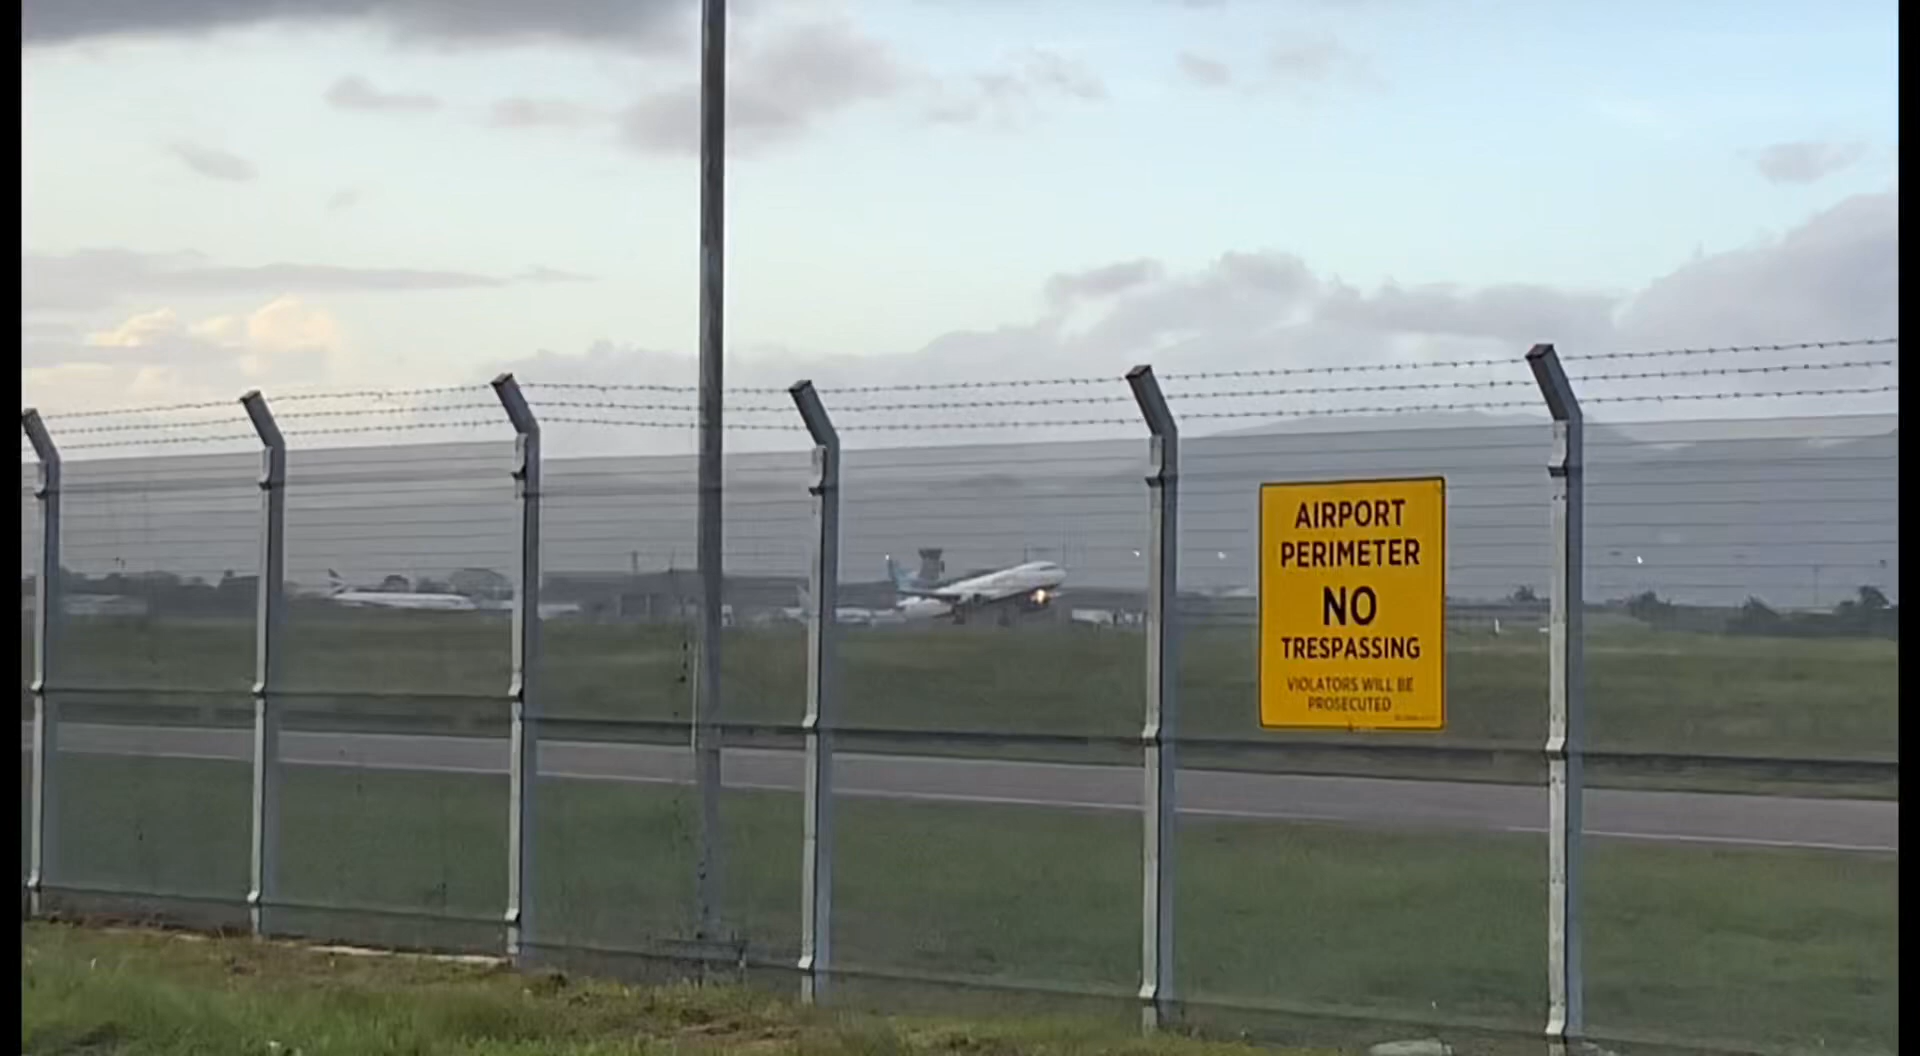 AIRPORT
PERIMETER
NO
TRESPASSING
VIOLATORS WILL BE
PROSECUTED